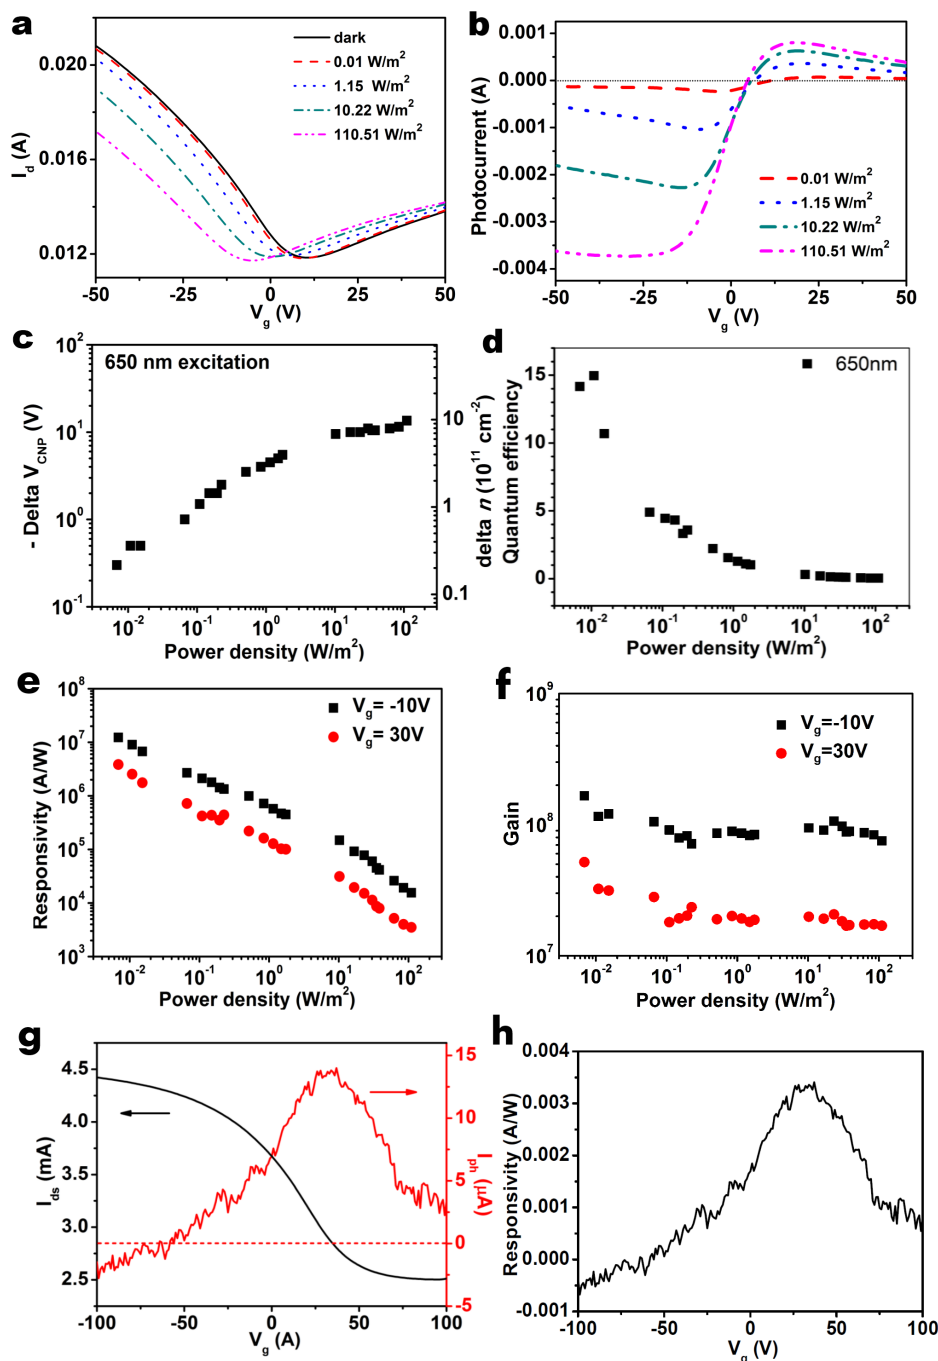 a
I_d (A)
0.020
0.016
0.012
dark
0.01 W/m²
1.15 W/m²
10.22 W/m²
110.51 W/m²
-50 -25 0 25 50
V_g (V)
b
Photocurrent (A)
0.001
0.000
-0.001
-0.002
-0.003
-0.004
0.01 W/m²
1.15 W/m²
10.22 W/m²
110.51 W/m²
-50 -25 0 25 50
V_g (V)
c
650 nm excitation
- Delta V_CNP (V)
10²
10¹
10⁰
10⁻¹
delta n (10¹¹ cm⁻²)
10
1
0.1
10⁻² 10⁻¹ 10⁰ 10¹ 10²
Power density (W/m²)
d
650nm
Quantum efficiency
15
10
5
0
10⁻² 10⁻¹ 10⁰ 10¹ 10²
Power density (W/m²)
e
Responsivity (A/W)
10⁸
10⁷
10⁶
10⁵
10⁴
10³
V_g= -10V
V_g= 30V
10⁻² 10⁻¹ 10⁰ 10¹ 10²
Power density (W/m²)
f
Gain
10⁹
10⁸
10⁷
V_g=-10V
V_g=30V
10⁻² 10⁻¹ 10⁰ 10¹ 10²
Power density (W/m²)
g
I_ds (mA)
4.5
4.0
3.5
3.0
2.5
I_ph (μA)
15
10
5
0
-5
-100 -50 0 50 100
V_g (A)
h
Responsivity (A/W)
0.004
0.003
0.002
0.001
0.000
-0.001
-100 -50 0 50 100
V_g (V)